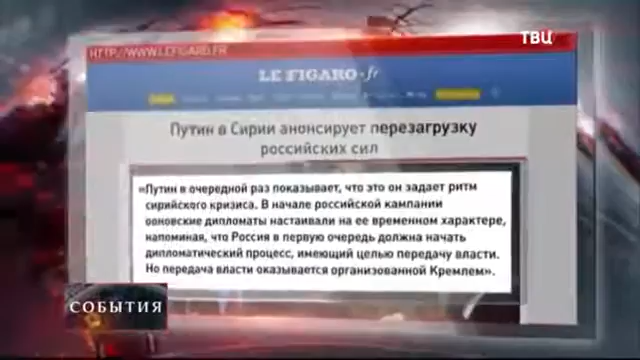 HTTP://WWW.LEFIGARO.FR
ТВЦ
LE FIGARO·fr
Путин в Сирии анонсирует перезагрузку
российских сил
«Путин в очередной раз показывает, что это он задает ритм
сирийского кризиса. В начале российской кампании
ооновские дипломаты настаивали на ее временном характере,
напоминая, что Россия в первую очередь должна начать
дипломатический процесс, имеющий целью передачу власти.
Но передача власти оказывается организованной Кремлем».
СОБЫТИЯ